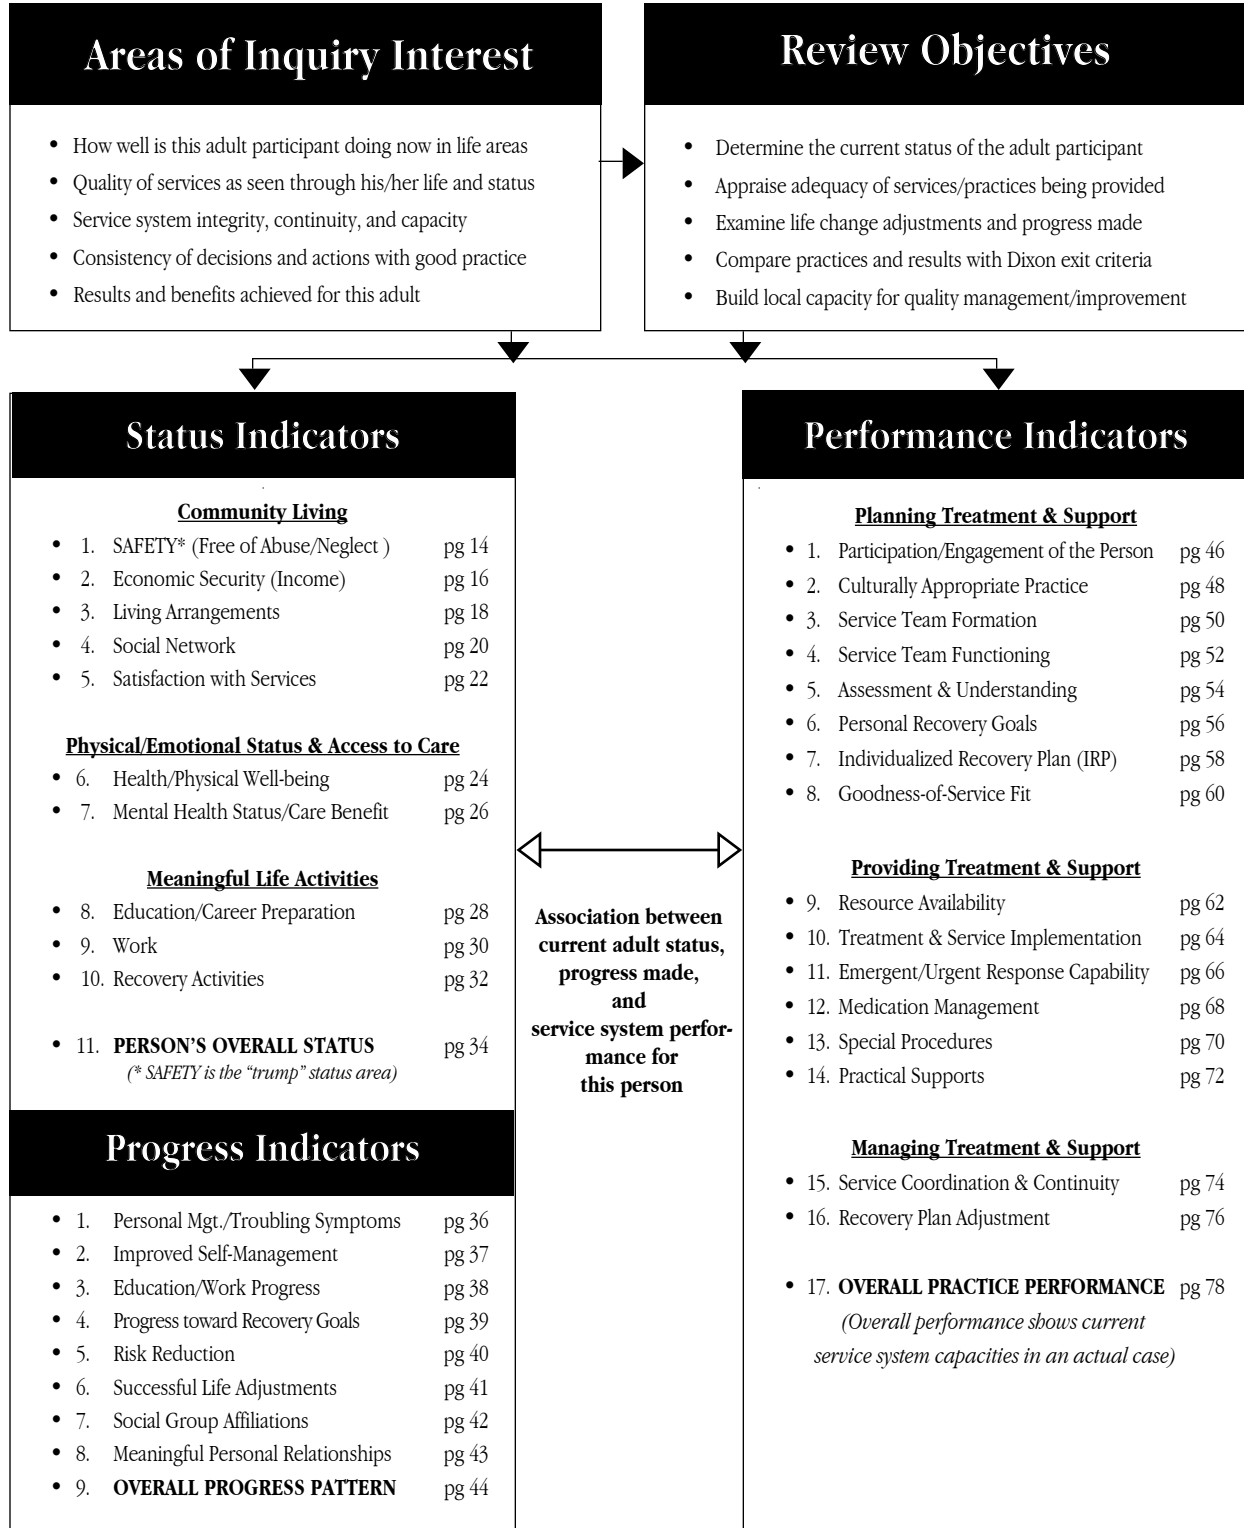 Areas of Inquiry Interest
• How well is this adult participant doing now in life areas
• Quality of services as seen through his/her life and status
• Service system integrity, continuity, and capacity
• Consistency of decisions and actions with good practice
• Results and benefits achieved for this adult
Review Objectives
• Determine the current status of the adult participant
• Appraise adequacy of services/practices being provided
• Examine life change adjustments and progress made
• Compare practices and results with Dixon exit criteria
• Build local capacity for quality management/improvement
Status Indicators
Community Living
• 1. SAFETY* (Free of Abuse/Neglect ) pg 14
• 2. Economic Security (Income) pg 16
• 3. Living Arrangements pg 18
• 4. Social Network pg 20
• 5. Satisfaction with Services pg 22
Physical/Emotional Status & Access to Care
• 6. Health/Physical Well-being pg 24
• 7. Mental Health Status/Care Benefit pg 26
Meaningful Life Activities
• 8. Education/Career Preparation pg 28
• 9. Work pg 30
• 10. Recovery Activities pg 32
• 11. PERSON'S OVERALL STATUS pg 34
(* SAFETY is the “trump” status area)
Progress Indicators
• 1. Personal Mgt./Troubling Symptoms pg 36
• 2. Improved Self-Management pg 37
• 3. Education/Work Progress pg 38
• 4. Progress toward Recovery Goals pg 39
• 5. Risk Reduction pg 40
• 6. Successful Life Adjustments pg 41
• 7. Social Group Affiliations pg 42
• 8. Meaningful Personal Relationships pg 43
• 9. OVERALL PROGRESS PATTERN pg 44
Association between
current adult status,
progress made,
and
service system perfor-
mance for
this person
Performance Indicators
Planning Treatment & Support
• 1. Participation/Engagement of the Person pg 46
• 2. Culturally Appropriate Practice pg 48
• 3. Service Team Formation pg 50
• 4. Service Team Functioning pg 52
• 5. Assessment & Understanding pg 54
• 6. Personal Recovery Goals pg 56
• 7. Individualized Recovery Plan (IRP) pg 58
• 8. Goodness-of-Service Fit pg 60
Providing Treatment & Support
• 9. Resource Availability pg 62
• 10. Treatment & Service Implementation pg 64
• 11. Emergent/Urgent Response Capability pg 66
• 12. Medication Management pg 68
• 13. Special Procedures pg 70
• 14. Practical Supports pg 72
Managing Treatment & Support
• 15. Service Coordination & Continuity pg 74
• 16. Recovery Plan Adjustment pg 76
• 17. OVERALL PRACTICE PERFORMANCE pg 78
(Overall performance shows current
service system capacities in an actual case)